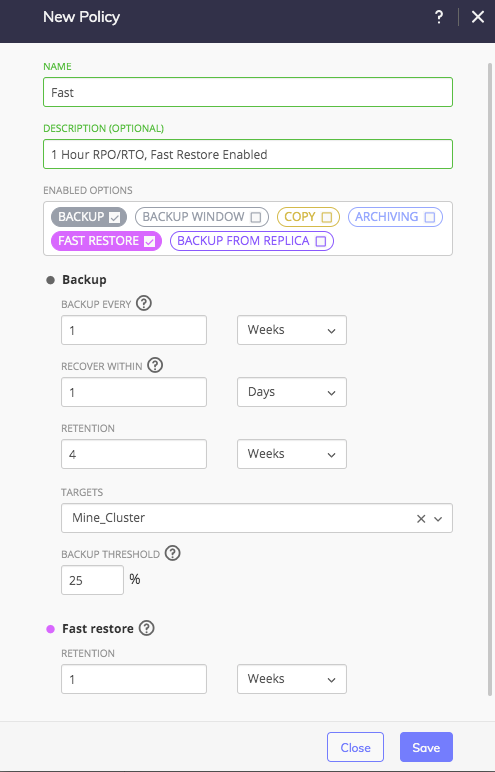 New Policy ? ×
NAME
Fast
DESCRIPTION (OPTIONAL)
1 Hour RPO/RTO, Fast Restore Enabled
ENABLED OPTIONS
BACKUP BACKUP WINDOW COPY ARCHIVING
FAST RESTORE BACKUP FROM REPLICA
Backup
BACKUP EVERY ?
1 Weeks
RECOVER WITHIN ?
1 Days
RETENTION
4 Weeks
TARGETS
Mine_Cluster ×
BACKUP THRESHOLD ?
25 %
Fast restore ?
RETENTION
1 Weeks
Close Save